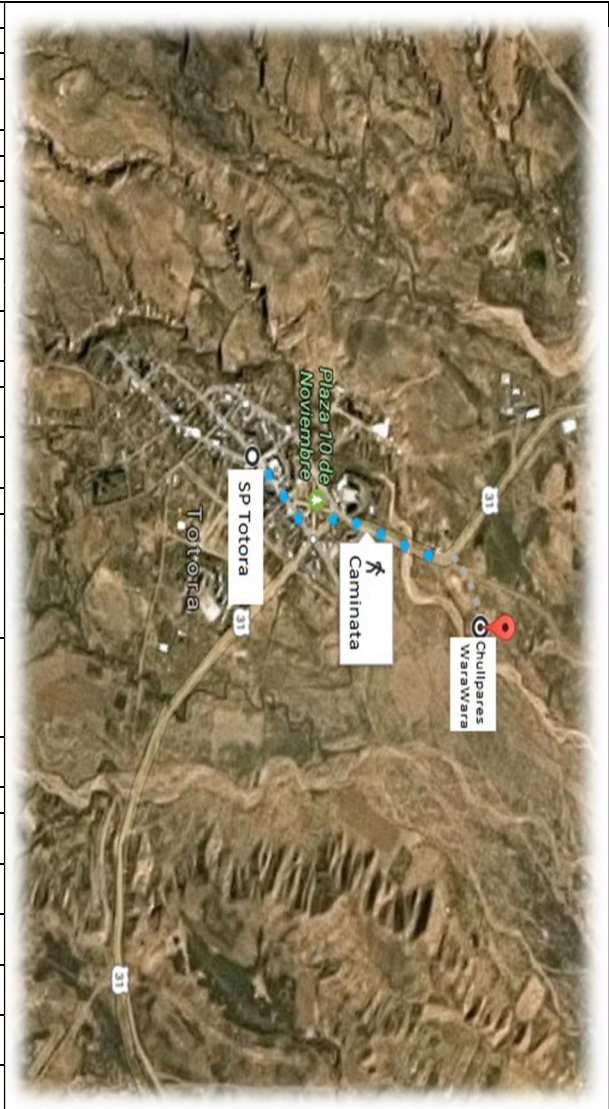 31
Chullpares
WaraWara
Caminata
Plaza 10 de
Noviembre
SP Totora
31
Totora
31